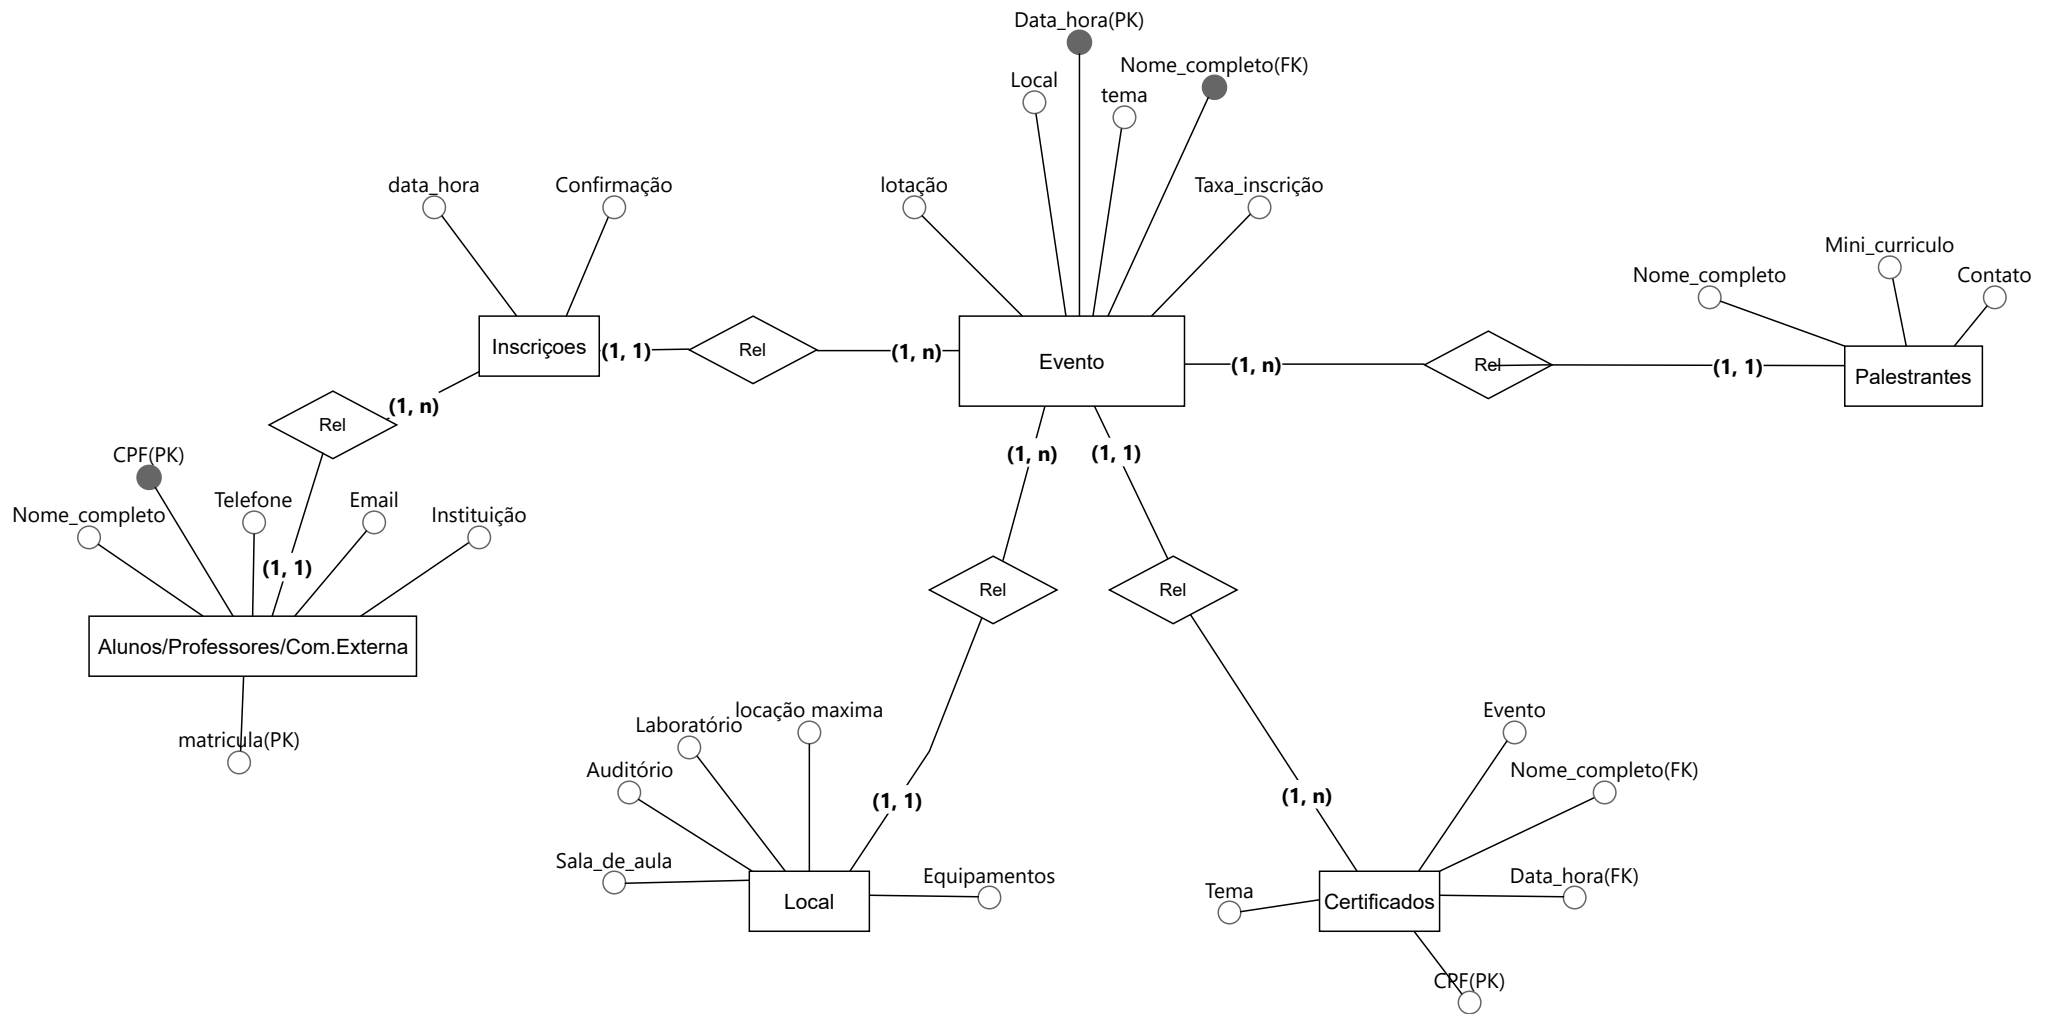 Data_hora(PK)
Nome_completo(FK)
Local
tema
data_hora
Confirmação
lotação
Taxa_inscrição
Mini_curriculo
Nome_completo
Contato
Inscriçoes
(1, 1)
Rel
(1, n)
Evento
(1, n)
Rel
(1, 1)
Palestrantes
(1, n)
Rel
CPF(PK)
(1, n)
(1, 1)
Telefone
Email
Nome_completo
Instituição
(1, 1)
Rel
Rel
Alunos/Professores/Com.Externa
matricula(PK)
locação maxima
Laboratório
Evento
Auditório
Nome_completo(FK)
(1, 1)
(1, n)
Sala_de_aula
Equipamentos
Data_hora(FK)
Tema
Local
Certificados
CPF(PK)